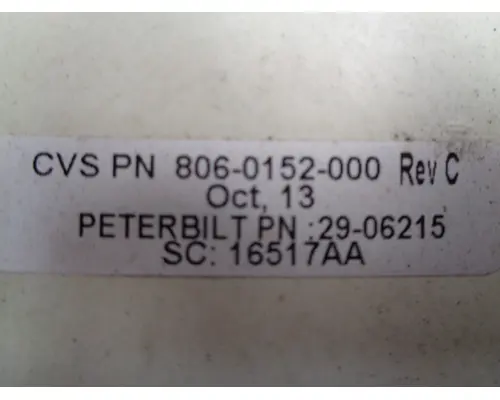 CVS PN 806-0152-000 Rev C
Oct, 13
PETERBILT PN :29-06215
SC: 16517AA